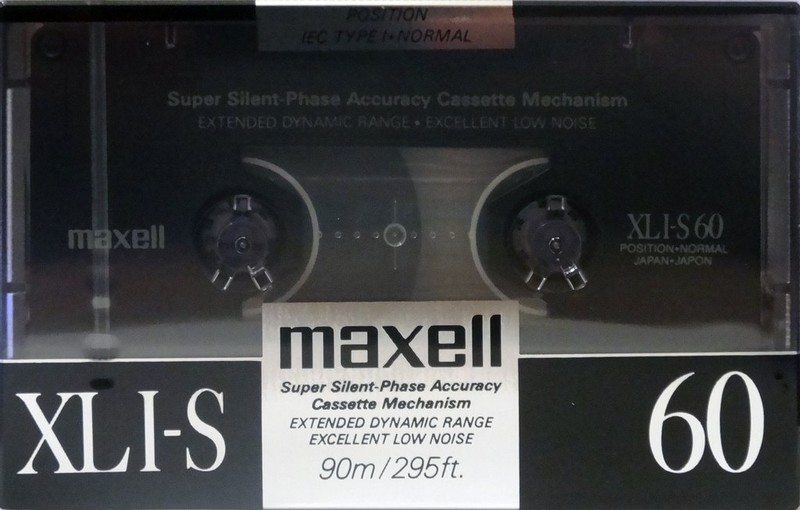 POSITION
IEC TYPE I•NORMAL
Super Silent-Phase Accuracy Cassette Mechanism
EXTENDED DYNAMIC RANGE • EXCELLENT LOW NOISE
maxell
XLI-S 60
POSITION•NORMAL
JAPAN•JAPON
maxell
Super Silent-Phase Accuracy
Cassette Mechanism
EXTENDED DYNAMIC RANGE
EXCELLENT LOW NOISE
90m/295ft.
XLI-S
60